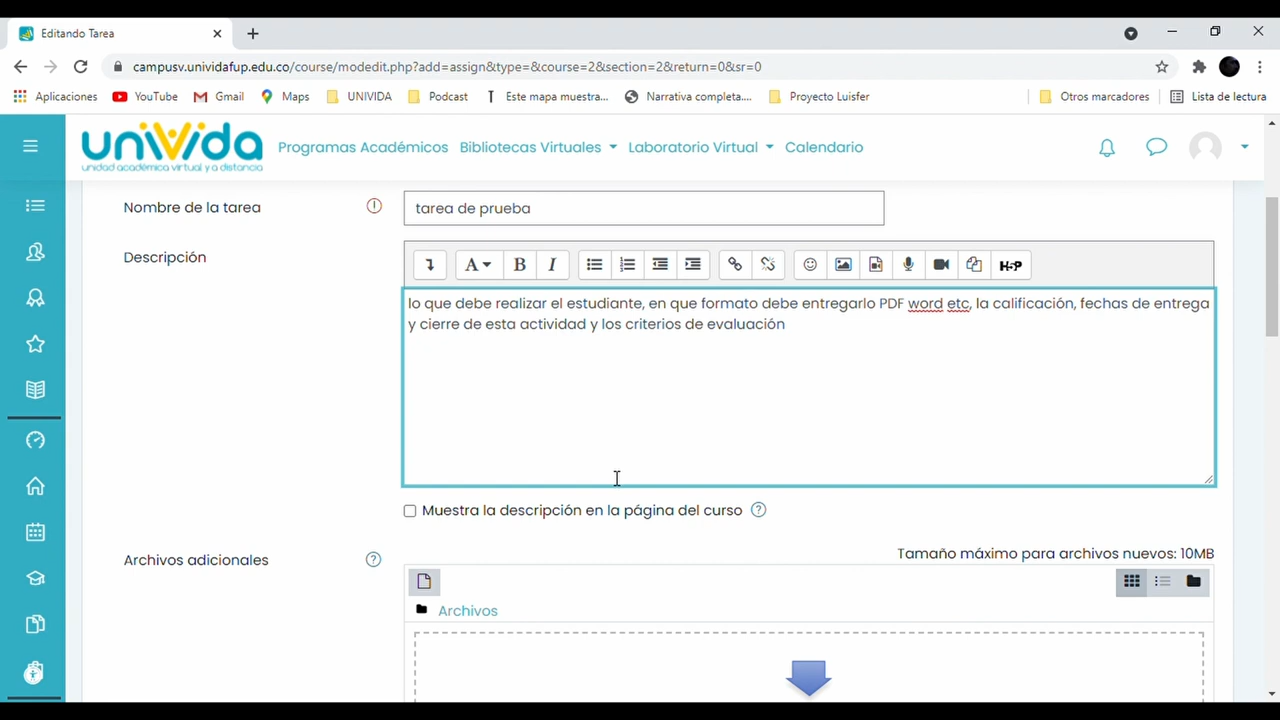 Editando Tarea
campusv.unividafup.edu.co/course/modedit.php?add=assign&type=&course=2&section=2&return=0&sr=0
Aplicaciones YouTube Gmail Maps UNIVIDA Podcast Este mapa muestra... Narrativa completa.... Proyecto Luisfer Otros marcadores Lista de lectura
uniVida
unidad académica virtual y a distancia
Programas Académicos Bibliotecas Virtuales Laboratorio Virtual Calendario
Nombre de la tarea tarea de prueba
Descripción
A B I H5P
lo que debe realizar el estudiante, en que formato debe entregarlo PDF word etc, la calificación, fechas de entrega
y cierre de esta actividad y los criterios de evaluación
Muestra la descripción en la página del curso
Tamaño máximo para archivos nuevos: 10MB
Archivos adicionales
Archivos